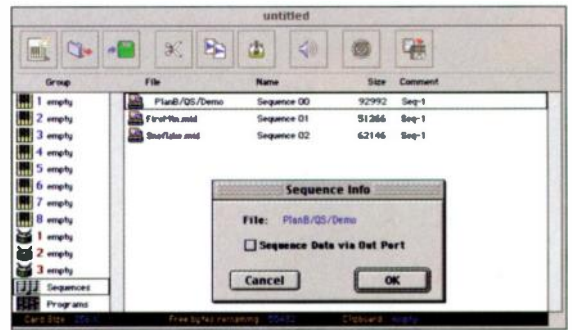 untitled
Group File Name Size Comment
1 empty
2 empty
3 empty
4 empty
5 empty
6 empty
7 empty
8 empty
1 empty
2 empty
3 empty
Sequences
Programs
PlanB/QS/Demo Sequence 00 92992 Seq-1
Sequence 01 Seq-1
Sequence 02 62146 Seq-1
Sequence Info
File: PlanB/QS/Demo
Sequence Data via Out Port
Cancel OK
Card Size Free bytes remaining Clipboard empty